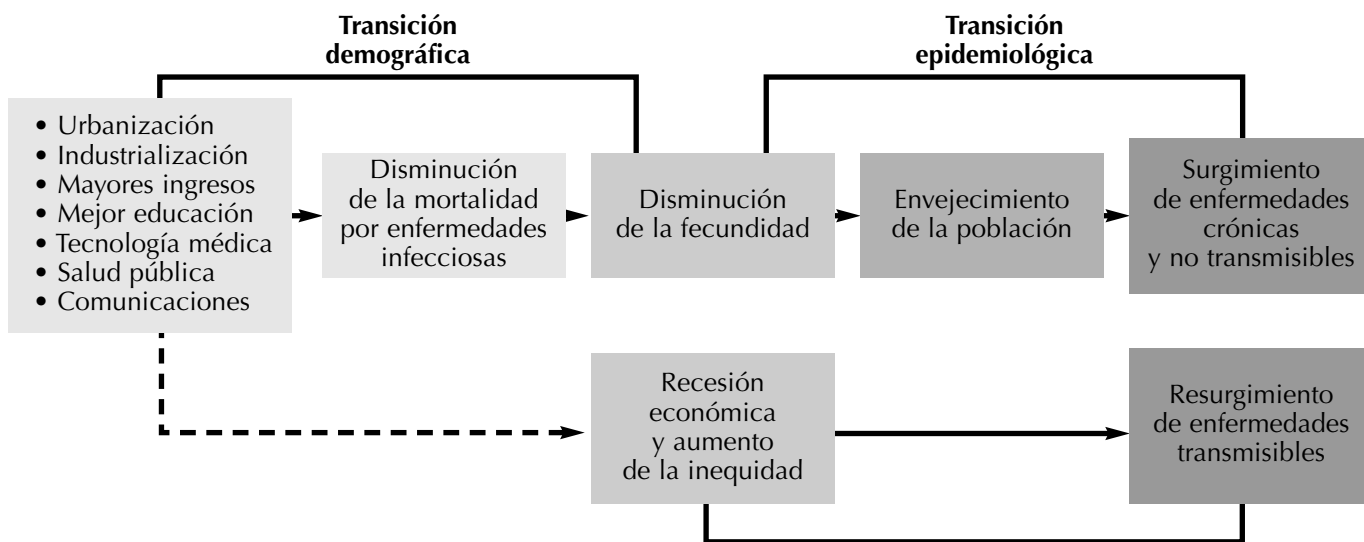 Transición
demográfica
Transición
epidemiológica
• Urbanización
• Industrialización
• Mayores ingresos
• Mejor educación
• Tecnología médica
• Salud pública
• Comunicaciones
Disminución
de la mortalidad
por enfermedades
infecciosas
Disminución
de la fecundidad
Envejecimiento
de la población
Surgimiento
de enfermedades
crónicas
y no transmisibles
Recesión
económica
y aumento
de la inequidad
Resurgimiento
de enfermedades
transmisibles